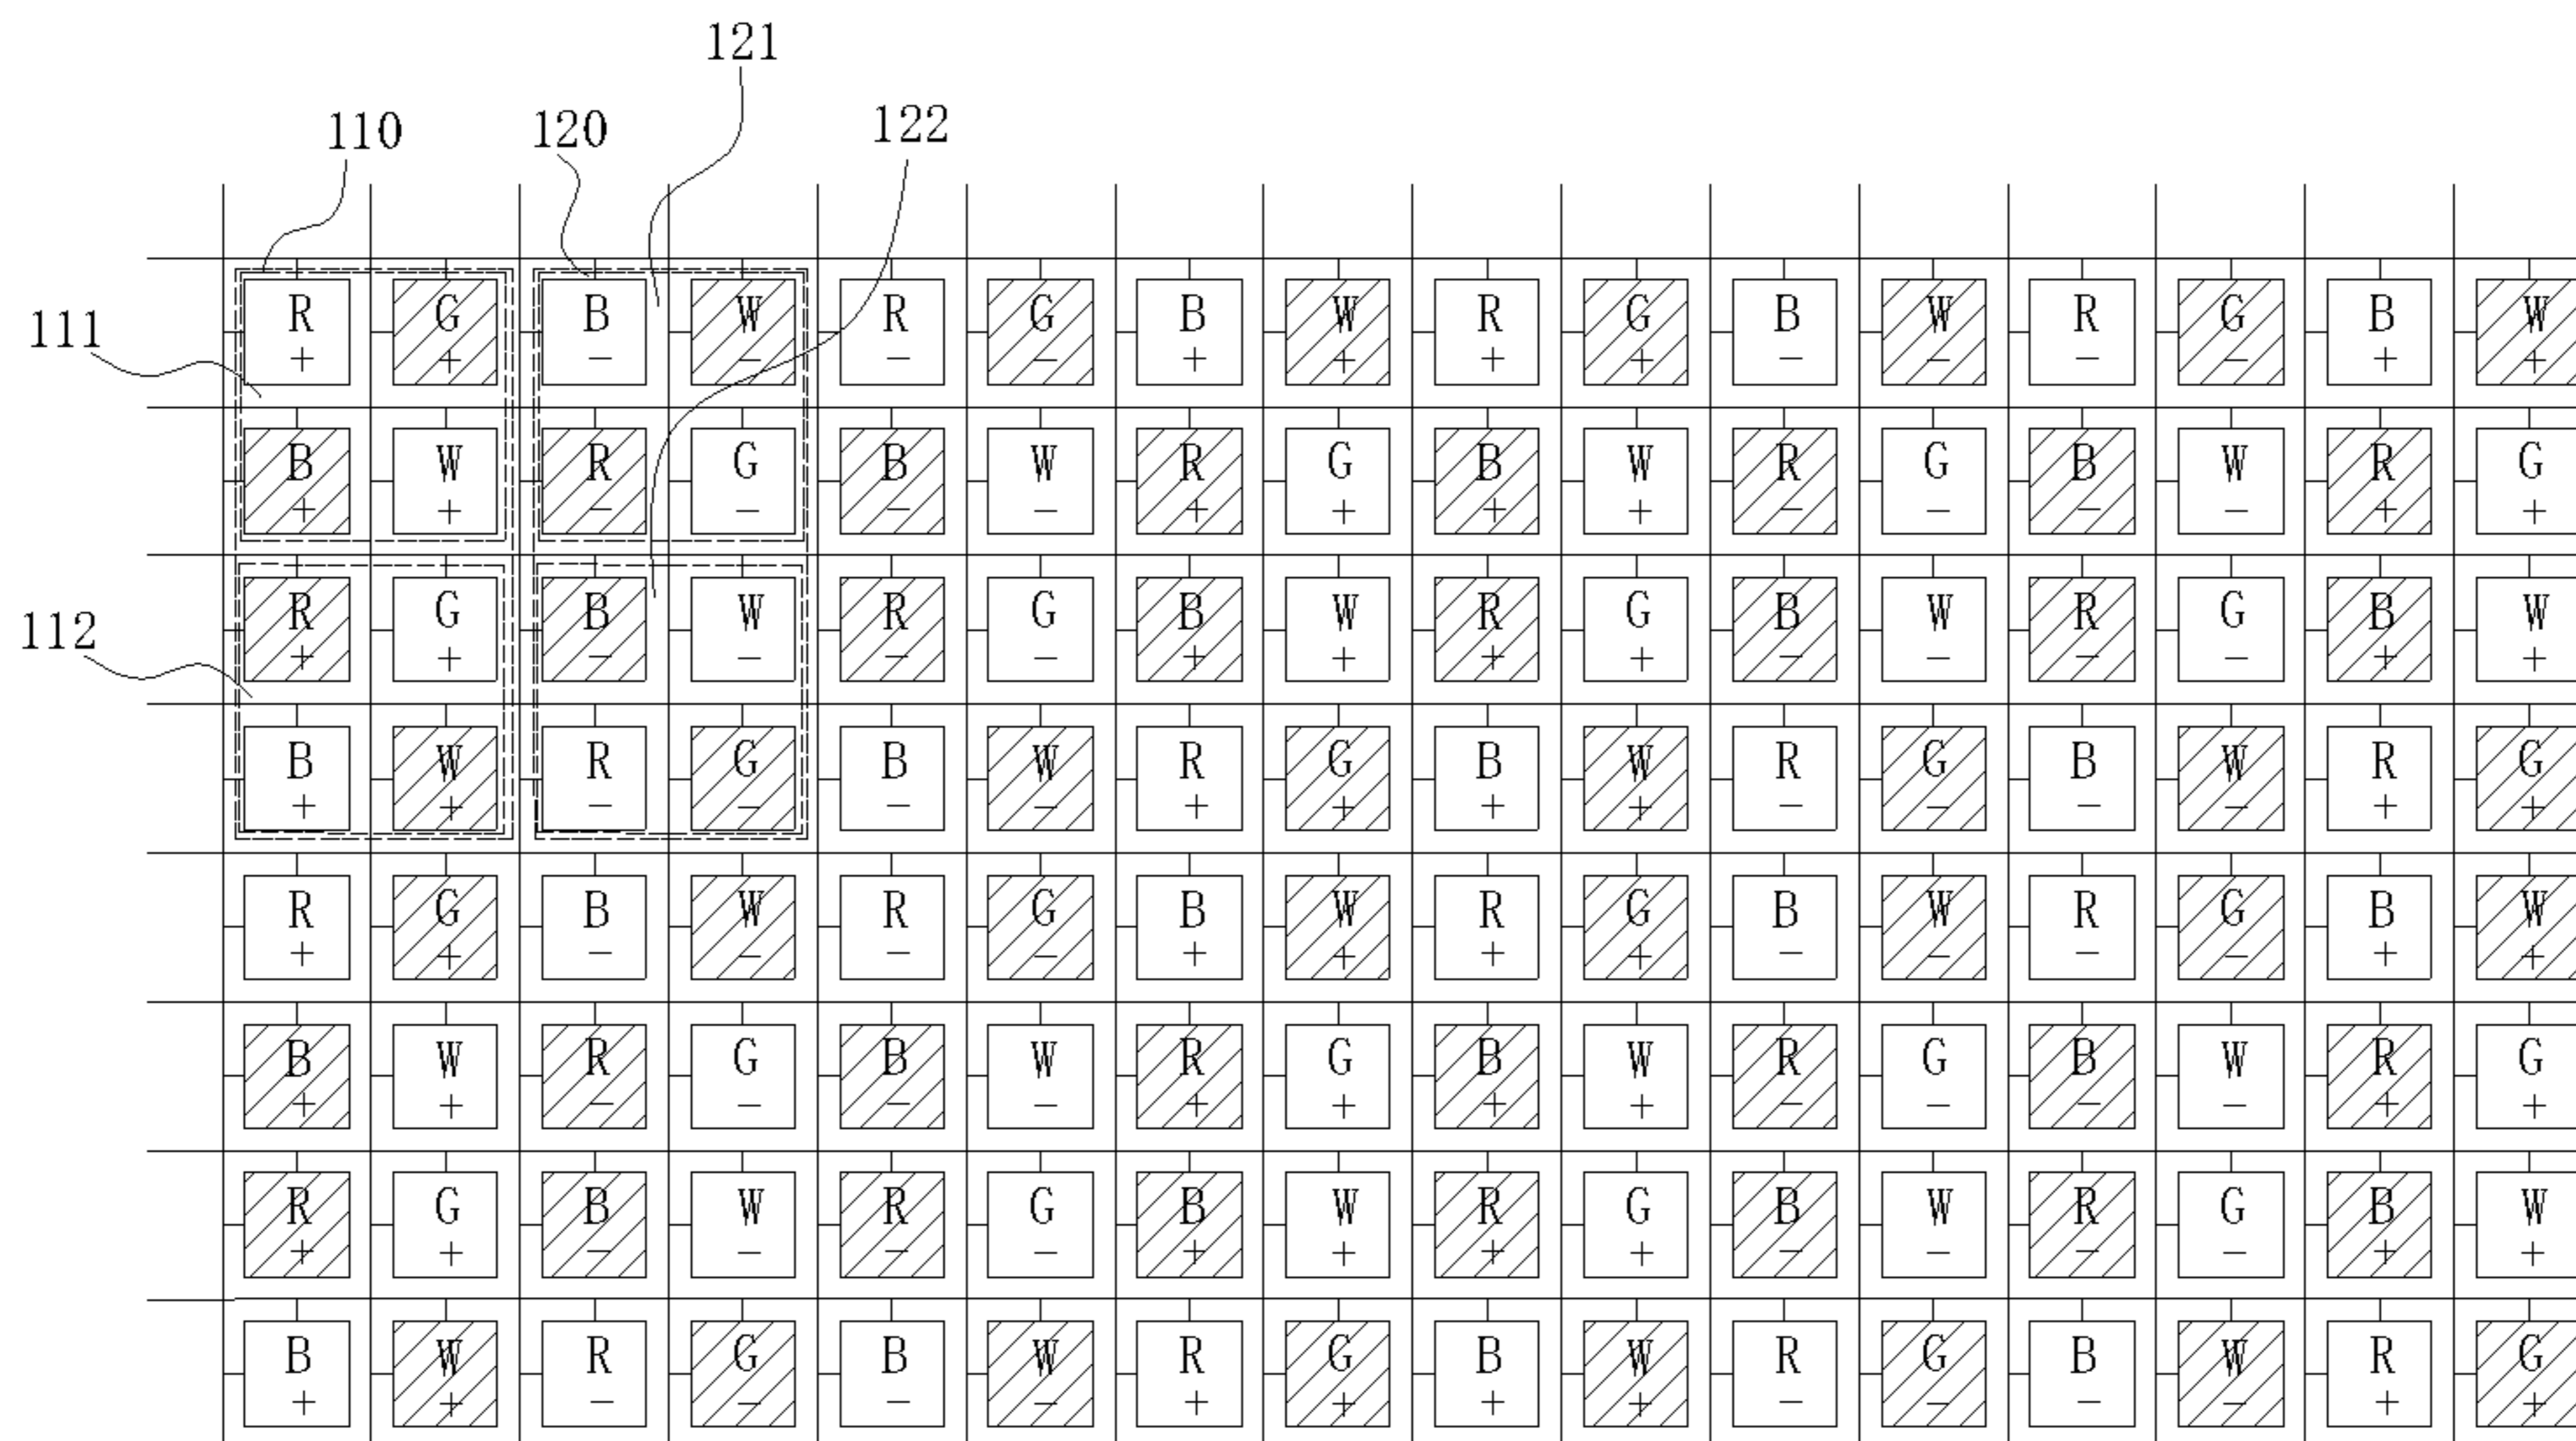 121
110 120 122
R G B W R G B W R G B W R G B W
111
+ + - - - - + + + + - - - - + +
B W R G B W R G B W R G B W R G
+ + - - - - + + + + - - - - + +
R G B W R G B W R G B W R G B W
112
+ + - - - - + + + + - - - - + +
B W R G B W R G B W R G B W R G
+ + - - - - + + + + - - - - + +
R G B W R G B W R G B W R G B W
+ + - - - - + + + + - - - - + +
B W R G B W R G B W R G B W R G
+ + - - - - + + + + - - - - + +
R G B W R G B W R G B W R G B W
+ + - - - - + + + + - - - - + +
B W R G B W R G B W R G B W R G
+ + - - - - + + + + - - - - + +